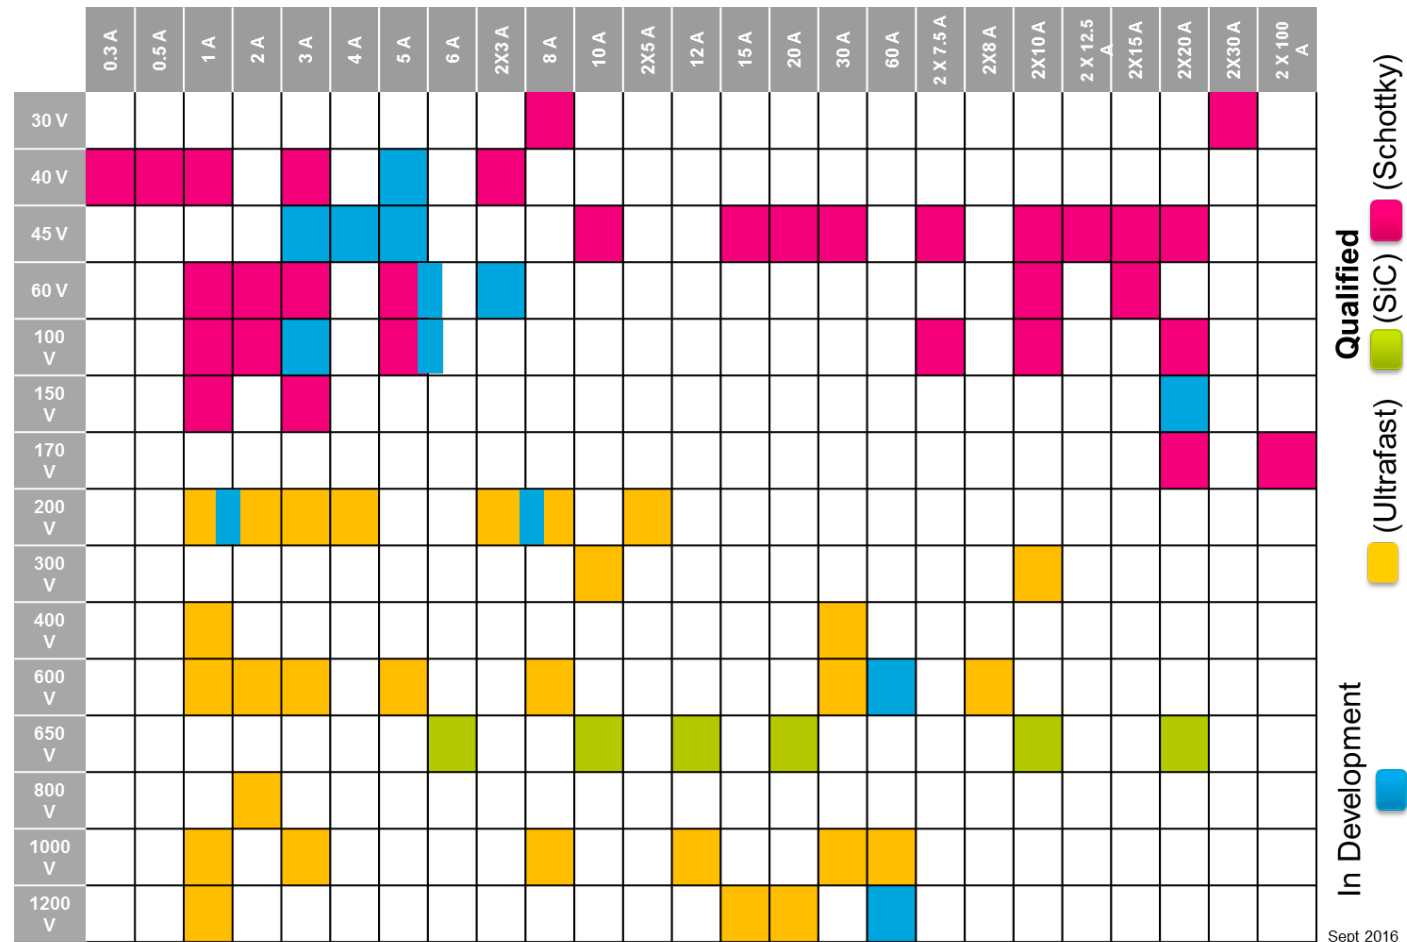 0.3 A
0.5 A
1 A
2 A
3 A
4 A
5 A
6 A
2X3 A
8 A
10 A
2X5 A
12 A
15 A
20 A
30 A
60 A
2 X 7.5 A
2X8 A
2X10 A
2 X 12.5
A
2X15 A
2X20 A
2X30 A
2 X 100
A
30 V
40 V
45 V
60 V
100
V
150
V
170
V
200
V
300
V
400
V
600
V
650
V
800
V
1000
V
1200
V
Qualified
(Schottky)
(SiC)
(Ultrafast)
In Development
Sept 2016